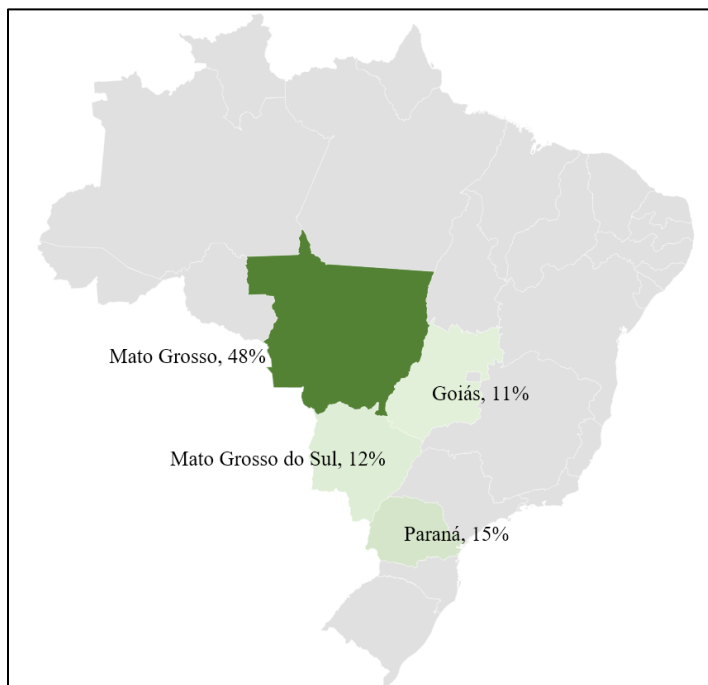 Mato Grosso, 48%
Goiás, 11%
Mato Grosso do Sul, 12%
Paraná, 15%